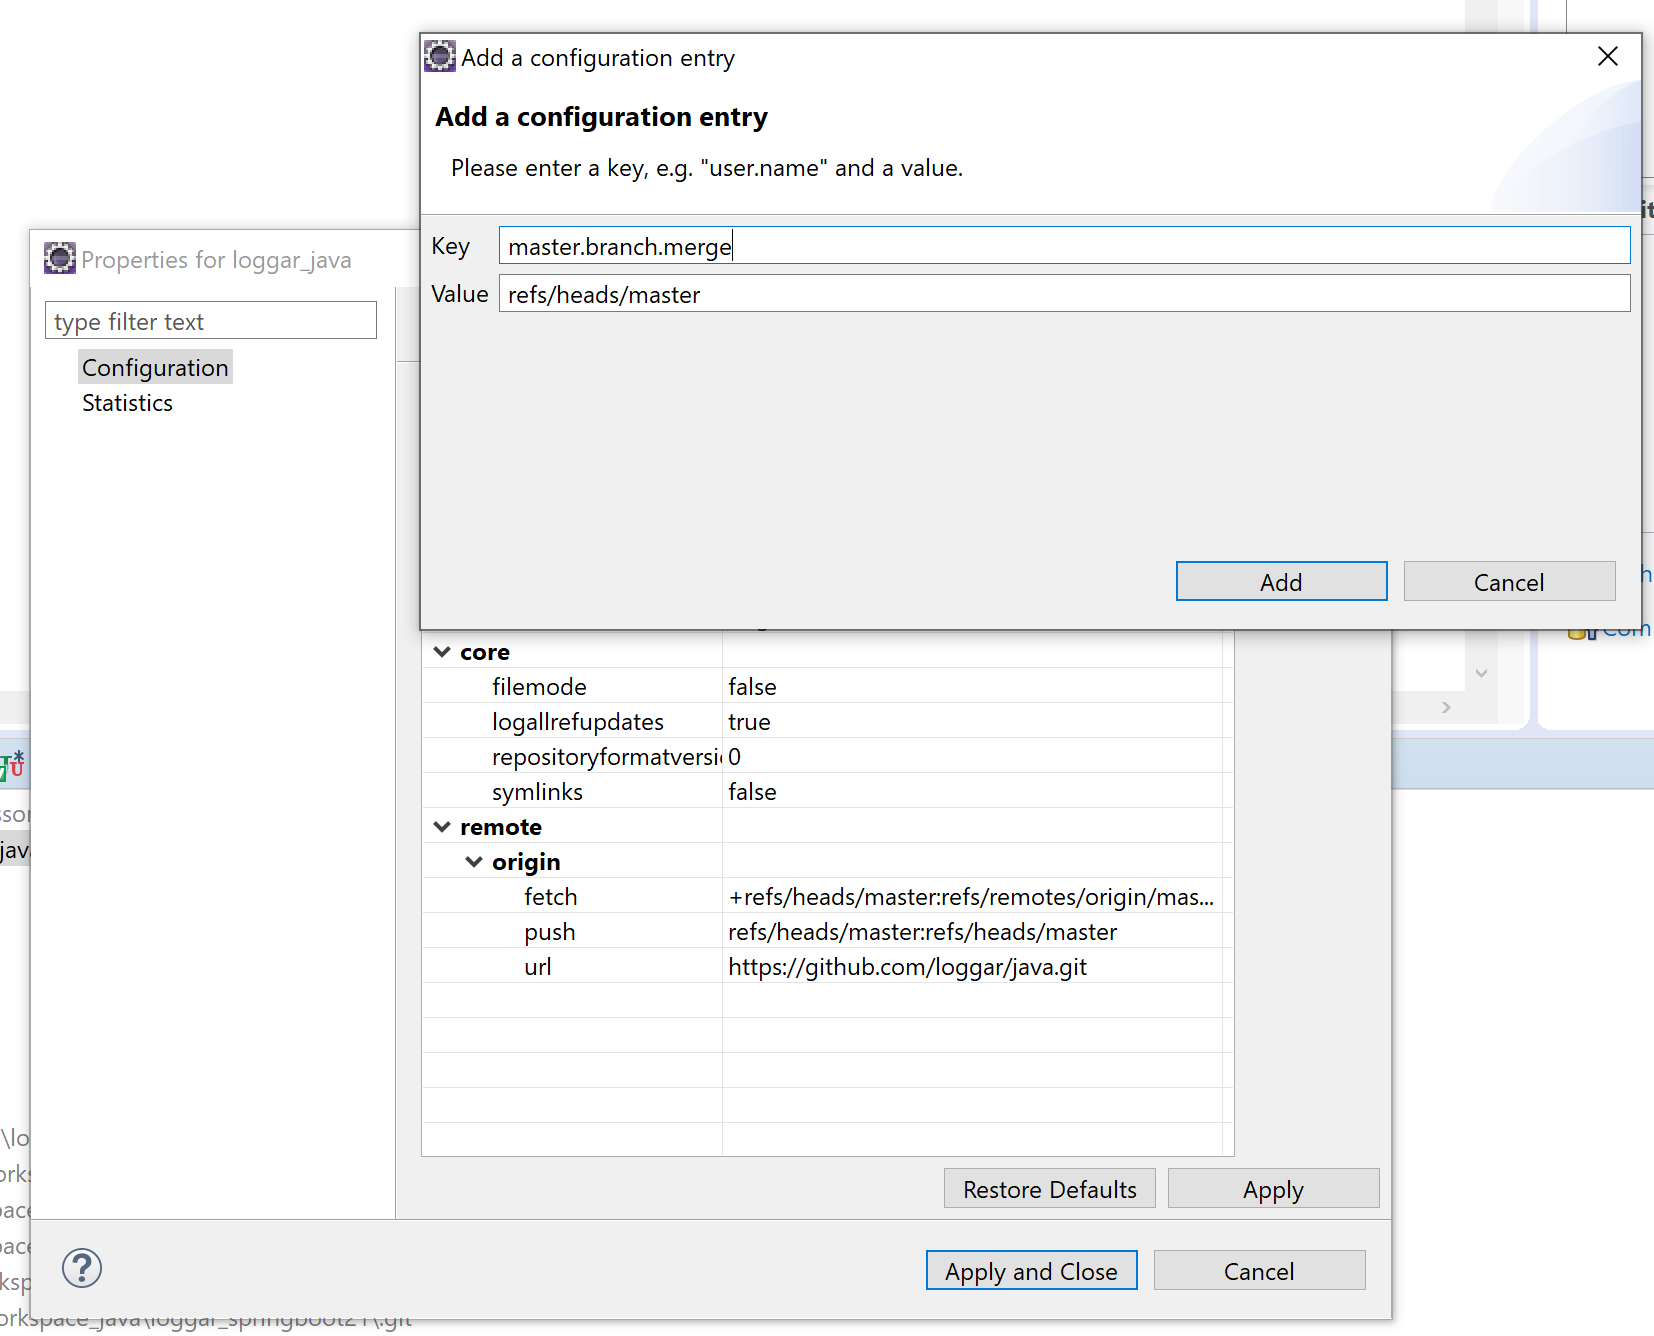 Add a configuration entry
Add a configuration entry
Please enter a key, e.g. "user.name" and a value.
Key
master.branch.merge
Value
refs/heads/master
Add
Cancel
Properties for loggar_java
type filter text
Configuration
Statistics
core
filemode false
logallrefupdates true
repositoryformatversi 0
symlinks false
remote
origin
fetch +refs/heads/master:refs/remotes/origin/mas...
push refs/heads/master:refs/heads/master
url https://github.com/loggar/java.git
Restore Defaults
Apply
Apply and Close
Cancel
Com
\lo